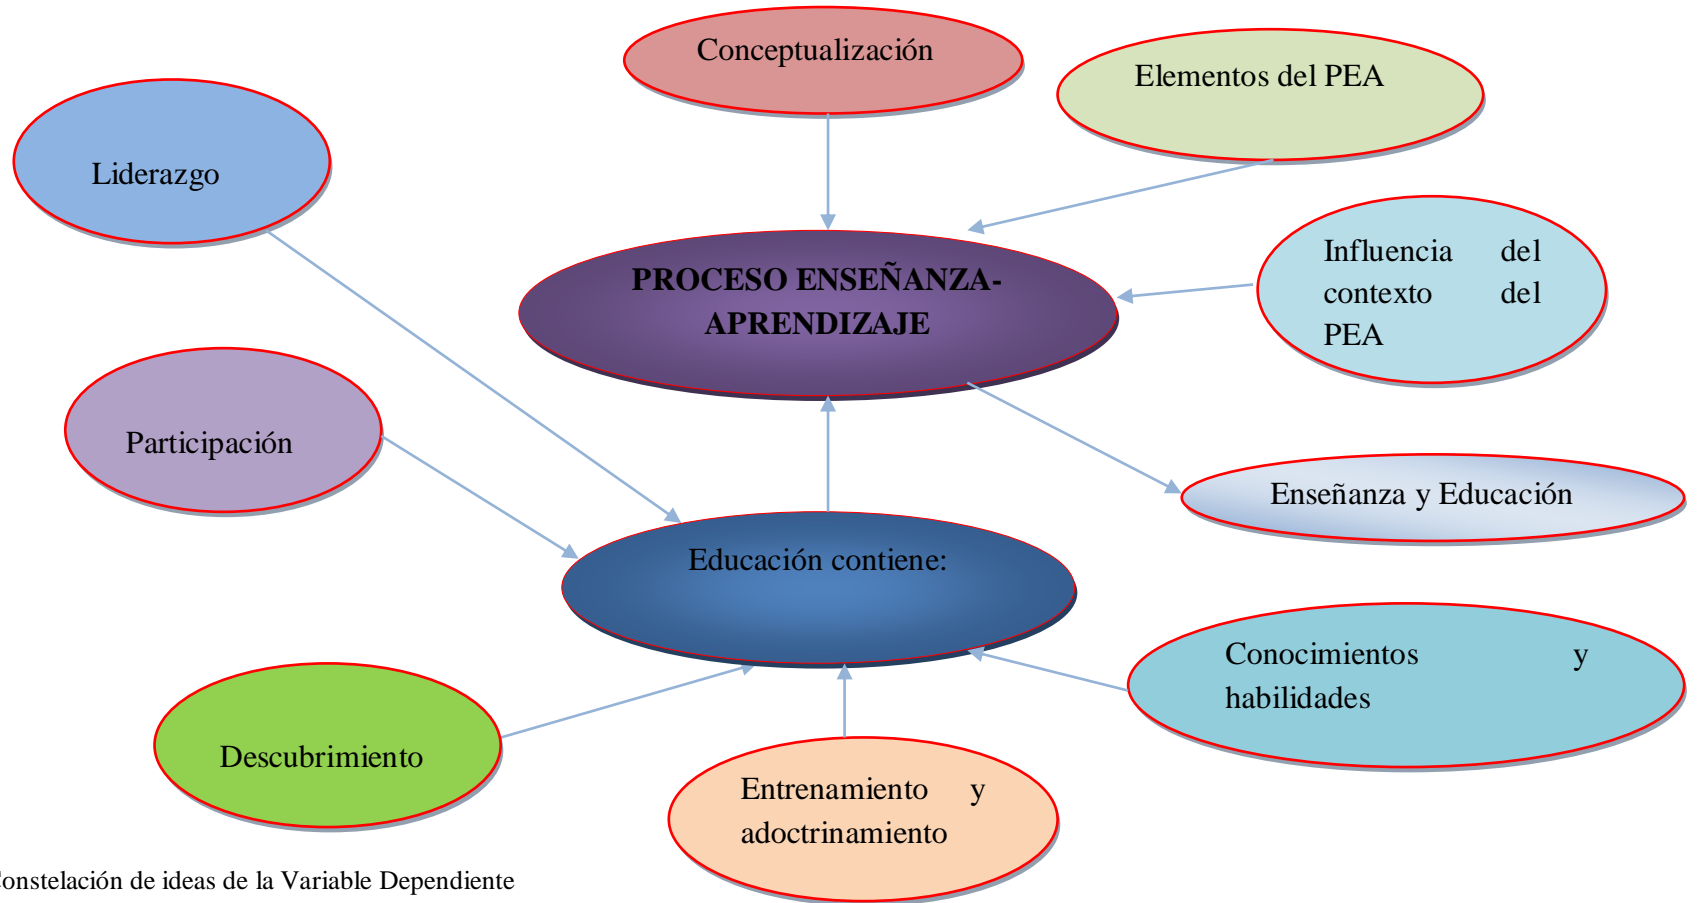 Conceptualización
Elementos del PEA
Liderazgo
Influencia del
contexto del
PEA
PROCESO ENSEÑANZA-
APRENDIZAJE
Participación
Enseñanza y Educación
Educación contiene:
Conocimientos y
habilidades
Descubrimiento
Entrenamiento y
adoctrinamiento
onstelación de ideas de la Variable Dependiente